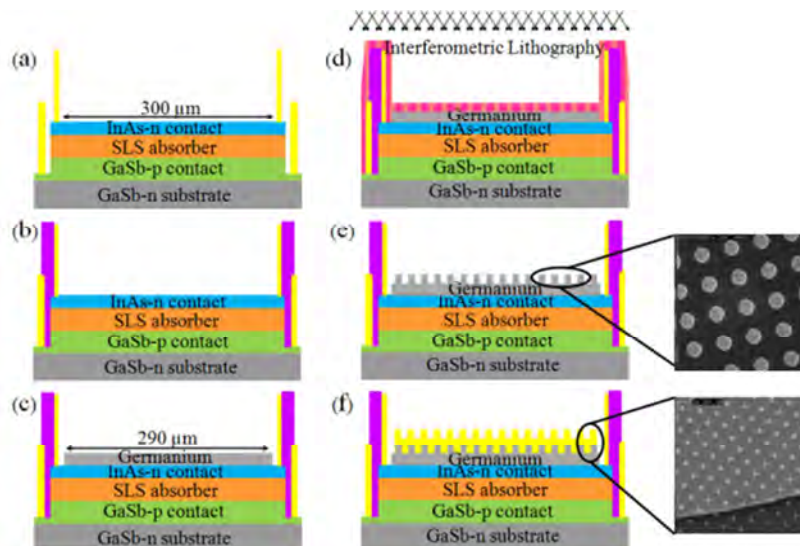 (a)
300 µm
InAs-n contact
SLS absorber
GaSb-p contact
GaSb-n substrate
(b)
InAs-n contact
SLS absorber
GaSb-p contact
GaSb-n substrate
(c)
290 µm
Germanium
InAs-n contact
SLS absorber
GaSb-p contact
GaSb-n substrate
(d)
Interferometric Lithography
Germanium
InAs-n contact
SLS absorber
GaSb-p contact
GaSb-n substrate
(e)
Germanium
InAs-n contact
SLS absorber
GaSb-p contact
GaSb-n substrate
(f)
Germanium
InAs-n contact
SLS absorber
GaSb-p contact
GaSb-n substrate